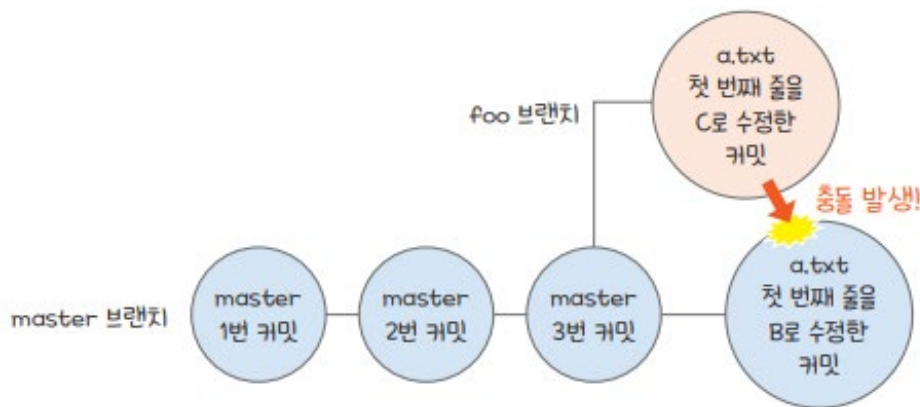 a.txt
첫 번째 줄을
C로 수정한
커밋
foo 브랜치
충돌 발생!
master 브랜치
master
1번 커밋
master
2번 커밋
master
3번 커밋
a.txt
첫 번째 줄을
B로 수정한
커밋